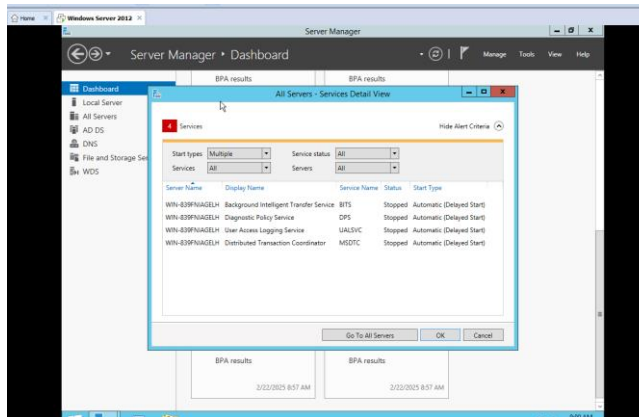 Home
Windows Server 2012
Server Manager
Server Manager • Dashboard
Manage Tools View Help
Dashboard
Local Server
All Servers
AD DS
DNS
File and Storage Se
WDS
BPA results
BPA results
All Servers - Services Detail View
4 Services
Hide Alert Criteria
Start types Multiple Service status All
Services All Servers All
Server Name Display Name Service Name Status Start Type
WIN-839FNIAGELH Background Intelligent Transfer Service BITS Stopped Automatic (Delayed Start)
WIN-839FNIAGELH Diagnostic Policy Service DPS Stopped Automatic (Delayed Start)
WIN-839FNIAGELH User Access Logging Service UALSVC Stopped Automatic (Delayed Start)
WIN-839FNIAGELH Distributed Transaction Coordinator MSDTC Stopped Automatic (Delayed Start)
Go To All Servers OK Cancel
BPA results
BPA results
2/22/2025 8:57 AM
2/22/2025 8:57 AM